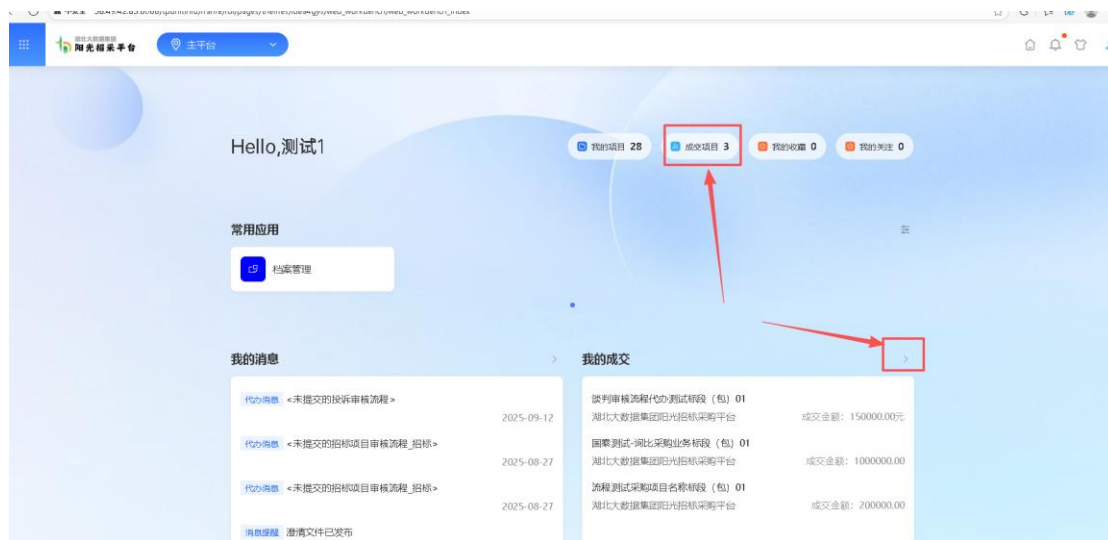 湖北大数据集团
阳光招采平台
主平台
Hello,测试1
我的项目 28
成交项目 3
我的收藏 0
我的关注 0
常用应用
档案管理
我的消息
我的成交
代办消息 <未提交的投诉审核流程>
2025-09-12
代办消息 <未提交的招标项目审核流程_招标>
2025-08-27
代办消息 <未提交的招标项目审核流程_招标>
2025-08-27
消息提醒 澄清文件已发布
谈判审核流程代办测试标段（包）01
湖北大数据集团阳光招标采购平台 成交金额：150000.00元
国寮测试-询比采购业务标段（包）01
湖北大数据集团阳光招标采购平台 成交金额：1000000.00
流程测试采购项目名称标段（包）01
湖北大数据集团阳光招标采购平台 成交金额：200000.00